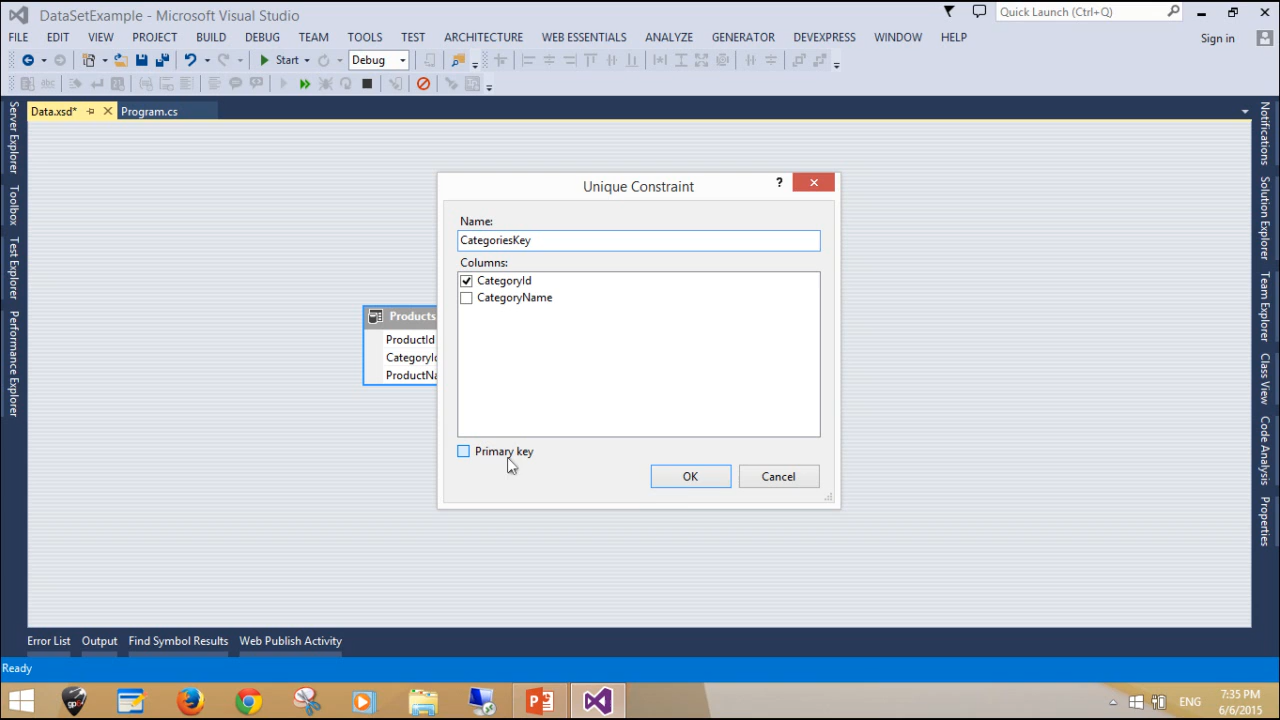 DataSetExample - Microsoft Visual Studio
Quick Launch (Ctrl+Q)
FILE EDIT VIEW PROJECT BUILD DEBUG TEAM TOOLS TEST ARCHITECTURE WEB ESSENTIALS ANALYZE GENERATOR DEVEXPRESS WINDOW HELP
Sign in
Start
Debug
Data.xsd*
Program.cs
Server Explorer
Toolbox
Test Explorer
Performance Explorer
Products
ProductId
CategoryId
ProductNa
Unique Constraint
?
Name:
CategoriesKey
Columns:
CategoryId
CategoryName
Primary key
OK
Cancel
Notifications
Solution Explorer
Team Explorer
Class View
Code Analysis
Properties
Error List
Output
Find Symbol Results
Web Publish Activity
Ready
ENG
7:35 PM
6/6/2015